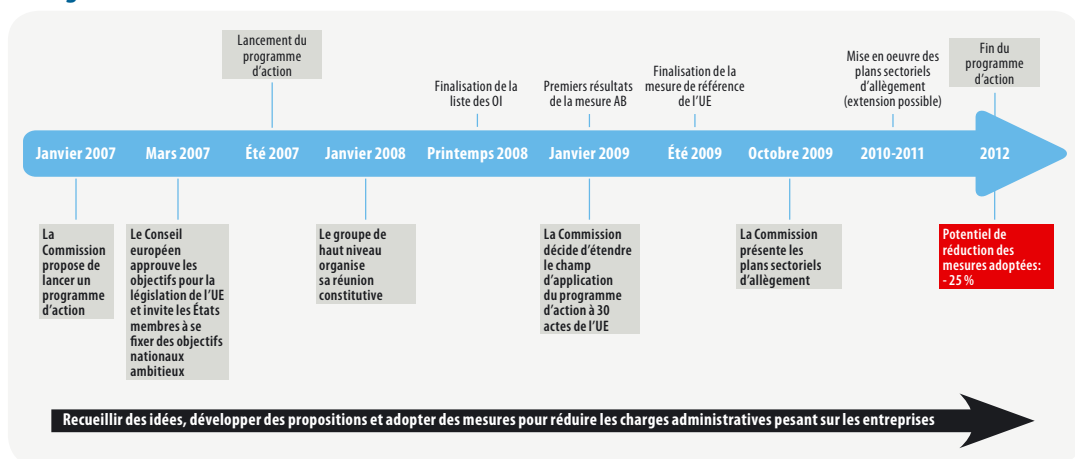 Lancement du
programme
d'action
Finalisation de la
liste des OI
Premiers résultats
de la mesure AB
Finalisation de la
mesure de référence
de l'UE
Mise en oeuvre des
plans sectoriels
d'allègement
(extension possible)
Fin du
programme
d'action
Janvier 2007
Mars 2007
Été 2007
Janvier 2008
Printemps 2008
Janvier 2009
Été 2009
Octobre 2009
2010-2011
2012
La
Commission
propose de
lancer un
programme
d'action
Le Conseil
européen
approuve les
objectifs pour la
législation de l'UE
et invite les États
membres à se
fixer des objectifs
nationaux
ambitieux
Le groupe de
haut niveau
organise
sa réunion
constitutive
La Commission
décide d'étendre
le champ
d'application
du programme
d'action à 30
actes de l'UE
La Commission
présente les
plans sectoriels
d'allègement
Potentiel de
réduction des
mesures adoptées:
- 25 %
Recueillir des idées, développer des propositions et adopter des mesures pour réduire les charges administratives pesant sur les entreprises